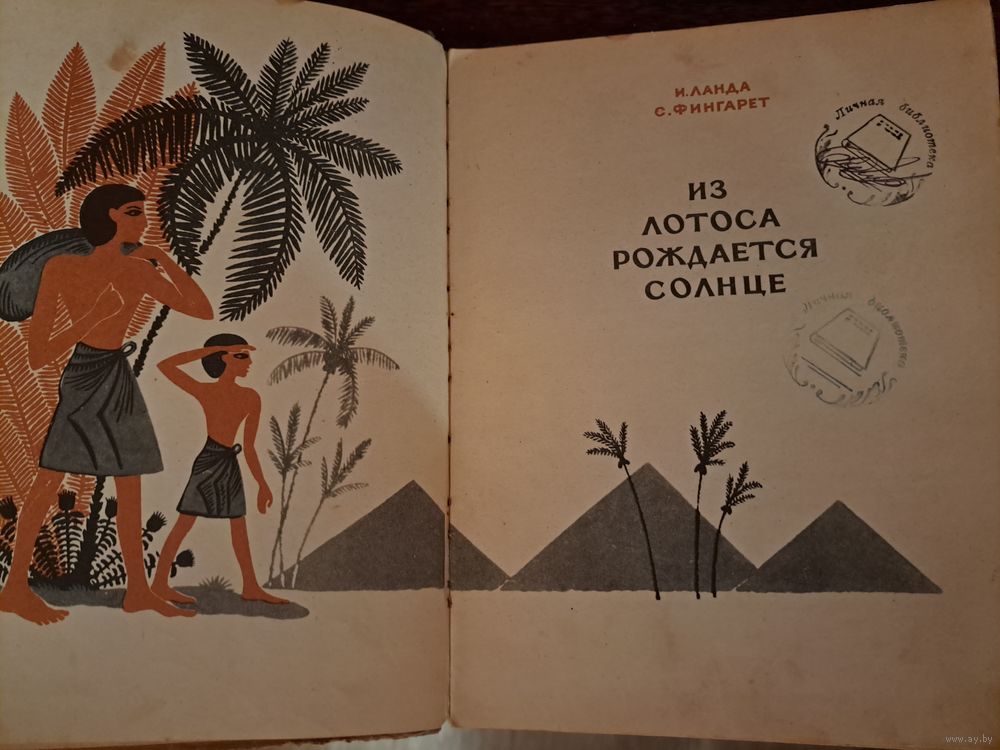 И.ЛАНДА
С.ФИНГАРЕТ
Личная библиотека
ИЗ
ЛОТОСА
РОЖДАЕТСЯ
СОЛНЦЕ
Личная библиотека
www.ay.by